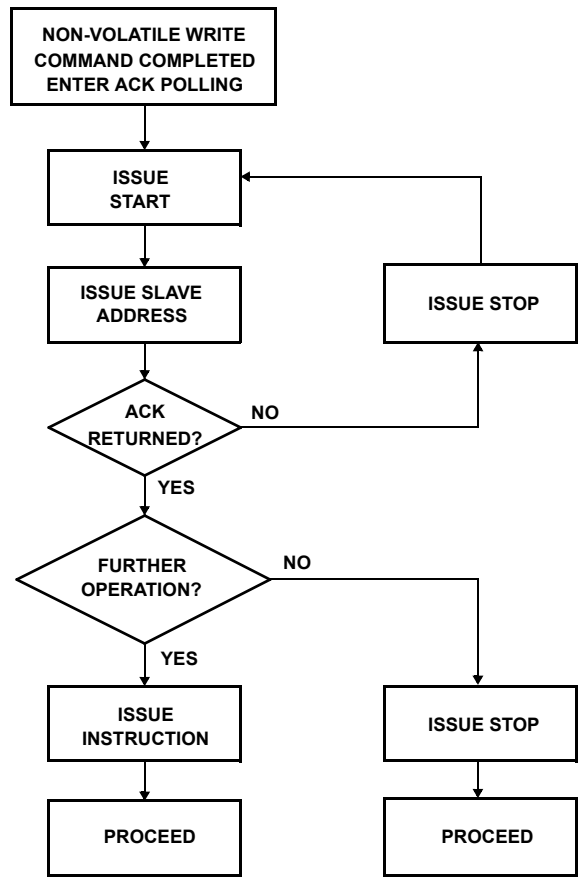 NON-VOLATILE WRITE
COMMAND COMPLETED
ENTER ACK POLLING
ISSUE
START
ISSUE SLAVE
ADDRESS
ISSUE STOP
ACK
RETURNED?
NO
YES
FURTHER
OPERATION?
NO
YES
ISSUE
INSTRUCTION
ISSUE STOP
PROCEED
PROCEED